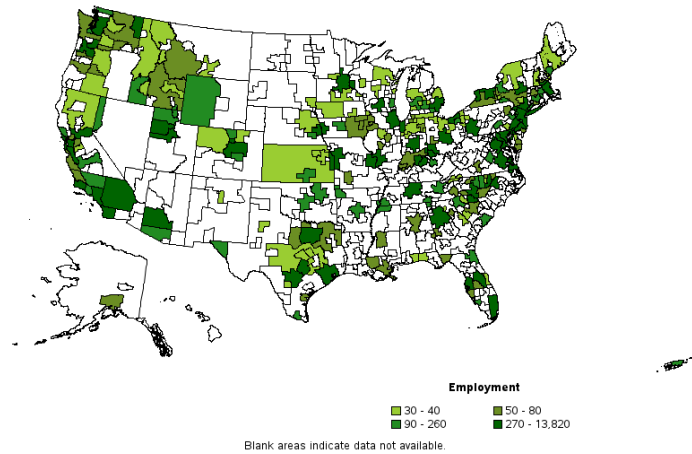 Employment
30 - 40
50 - 80
90 - 260
270 - 13,820
Blank areas indicate data not available.